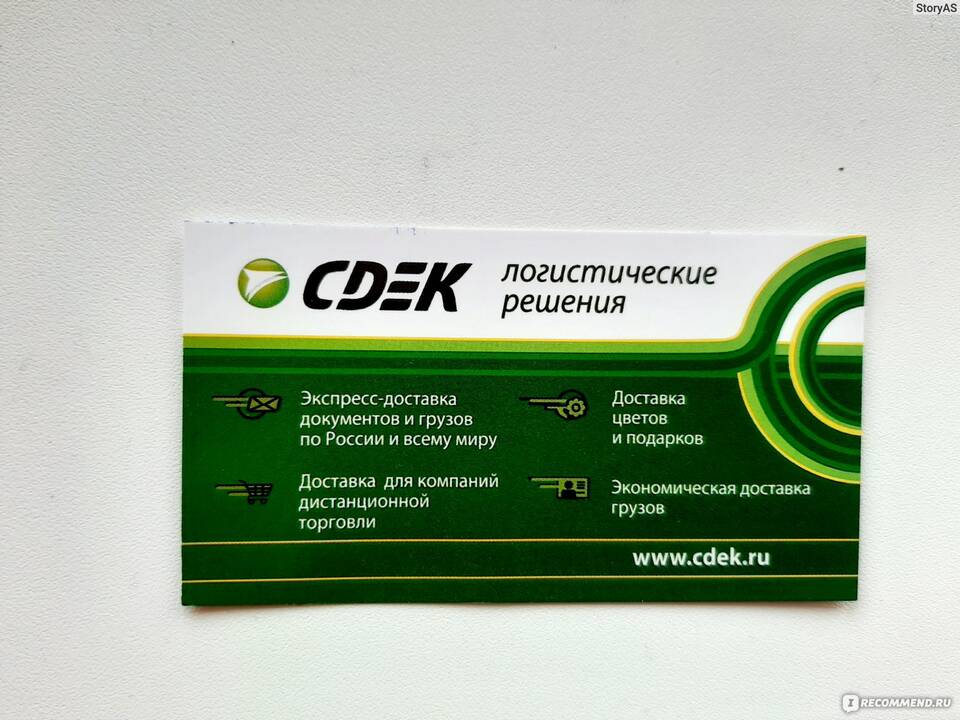 StoryAS
CDEK
логистические
решения
Экспресс-доставка
документов и грузов
по России и всему миру
Доставка
цветов
и подарков
Доставка для компаний
дистанционной
торговли
Экономическая доставка
грузов
www.cdek.ru
IRECOMMEND.RU